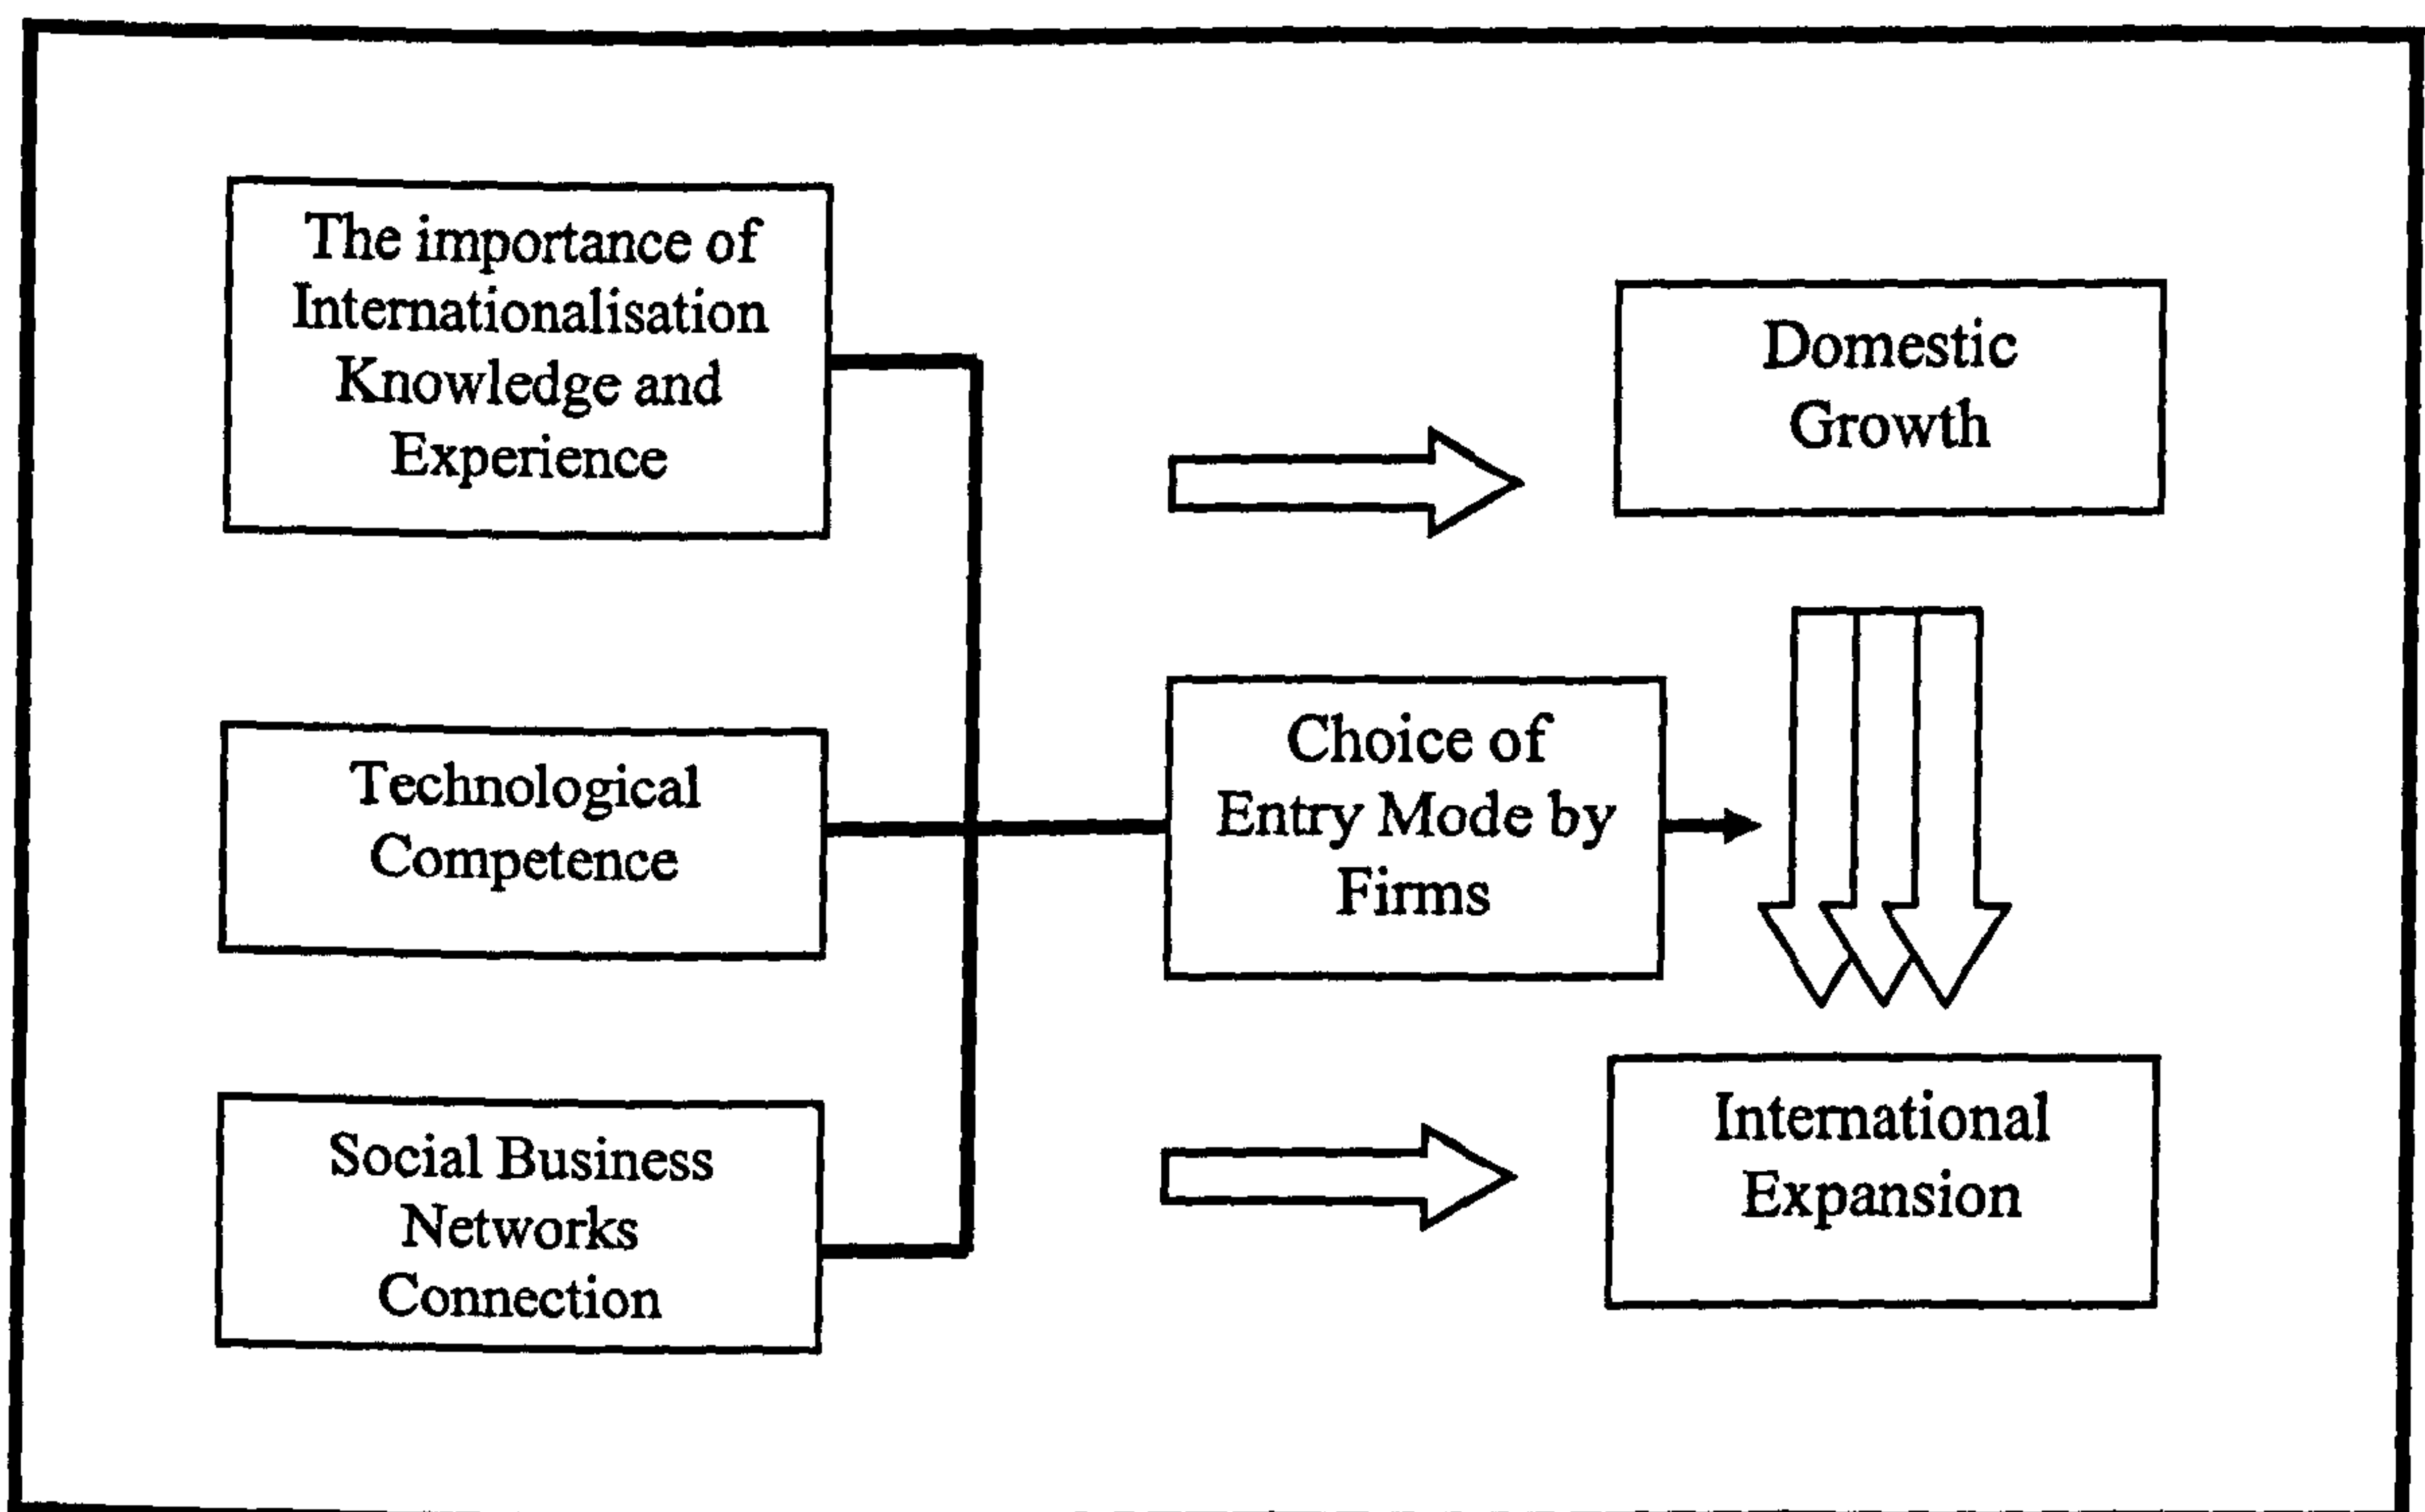 The importance of
Internationalisation
Knowledge and
Experience
Technological
Competence
Social Business
Networks
Connection
Choice of
Entry Mode by
Firms
Domestic
Growth
International
Expansion